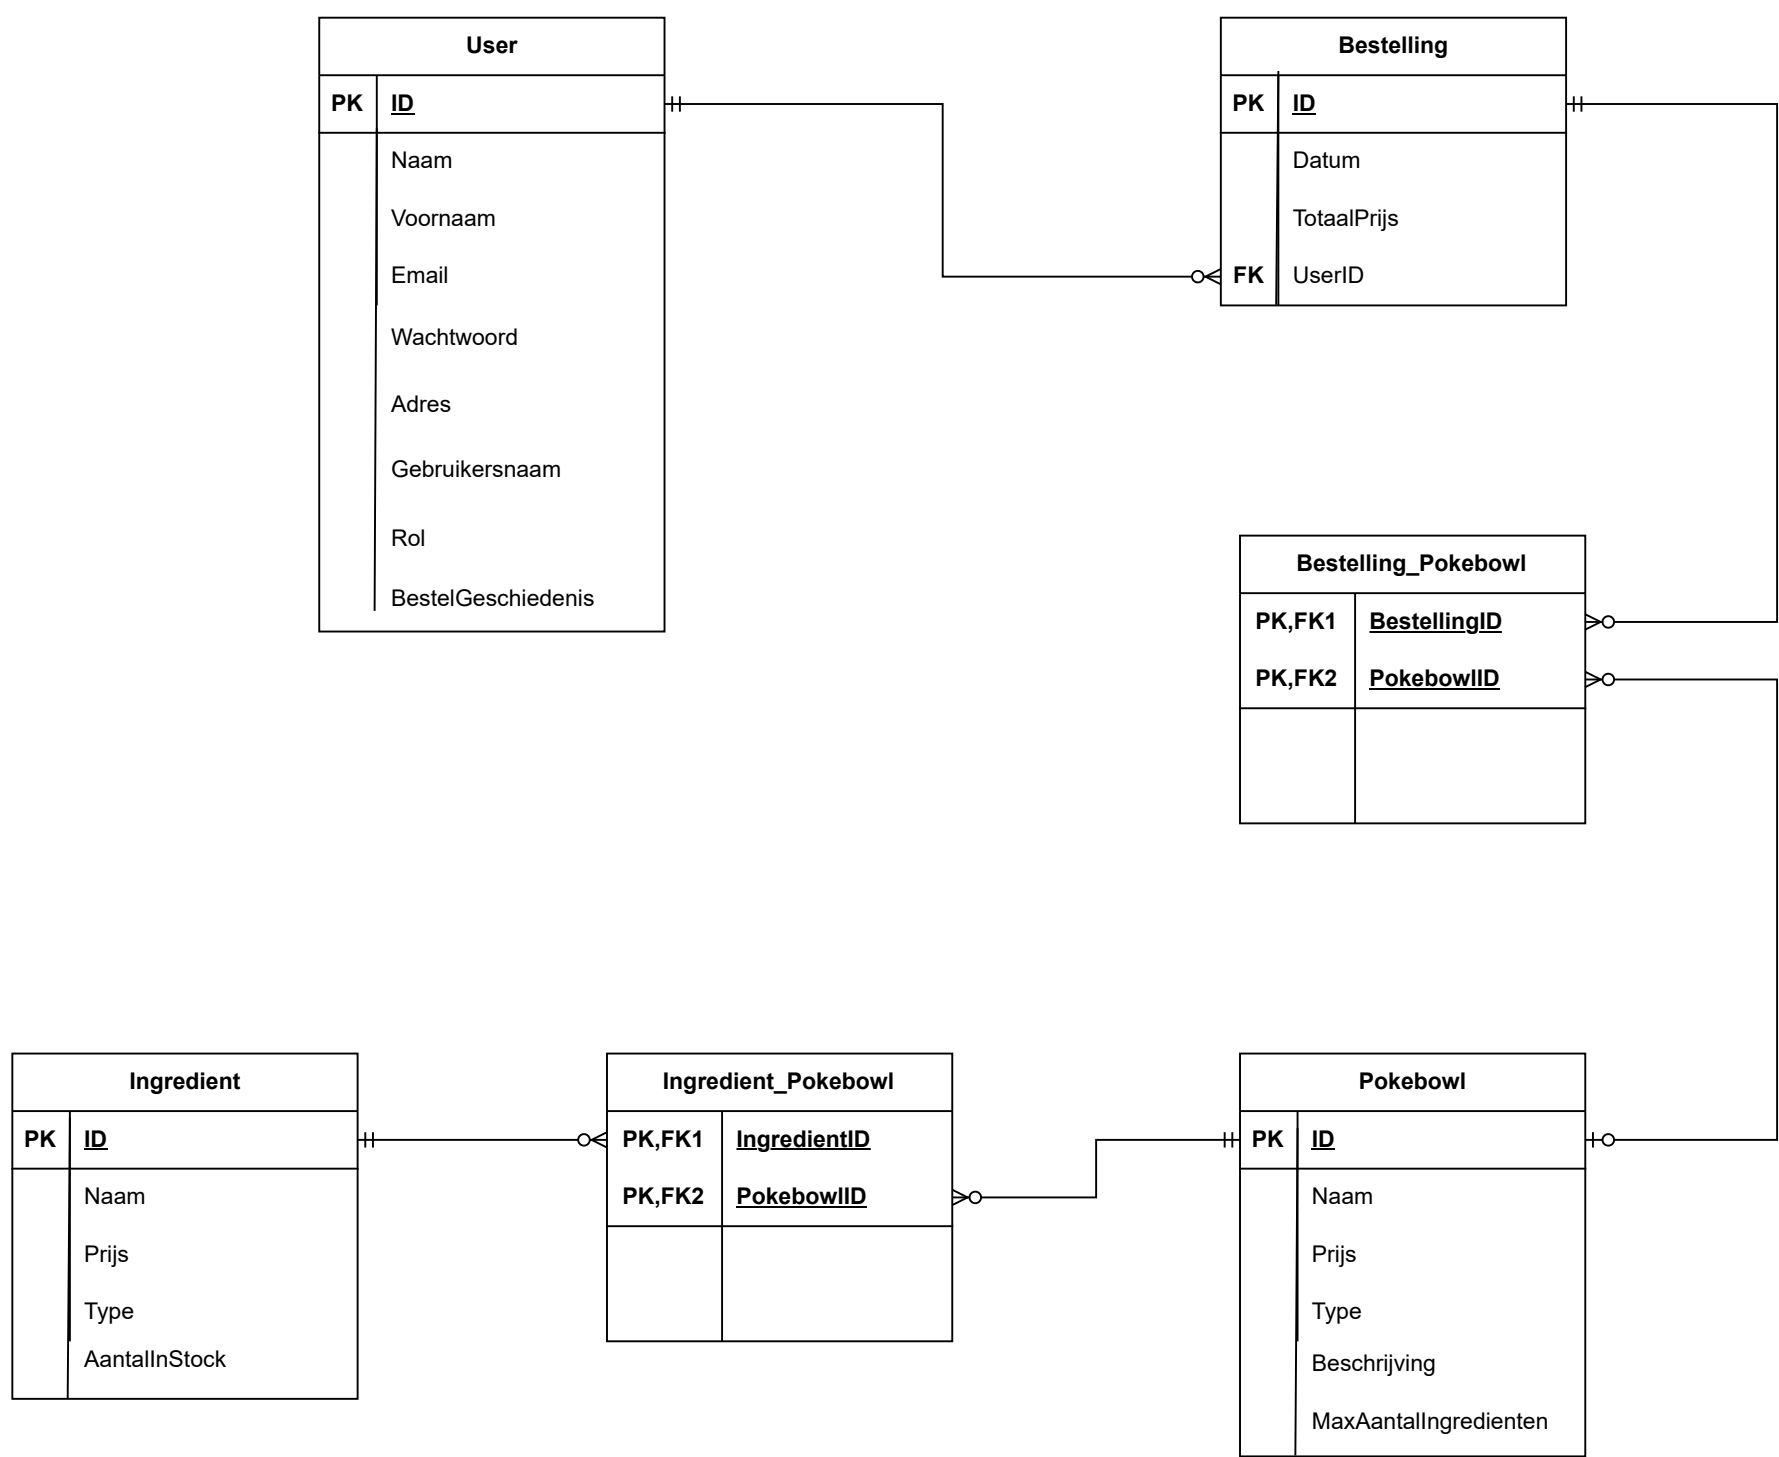 User
PK ID
Naam
Voornaam
Email
Wachtwoord
Adres
Gebruikersnaam
Rol
BestelGeschiedenis
Bestelling
PK ID
Datum
TotaalPrijs
FK UserID
Bestelling_Pokebowl
PK,FK1 BestellingID
PK,FK2 PokebowlID
Ingredient
PK ID
Naam
Prijs
Type
AantalInStock
Ingredient_Pokebowl
PK,FK1 IngredientID
PK,FK2 PokebowlID
Pokebowl
PK ID
Naam
Prijs
Type
Beschrijving
MaxAantalIngredienten